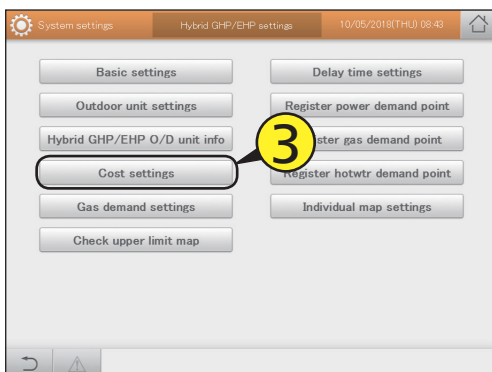 System settings
Hybrid GHP/EHP settings
10/05/2018(THU) 08:43
Basic settings
Delay time settings
Outdoor unit settings
Register power demand point
Hybrid GHP/EHP O/D unit info
ster gas demand point
3
Cost settings
Register hotwtr demand point
Gas demand settings
Individual map settings
Check upper limit map